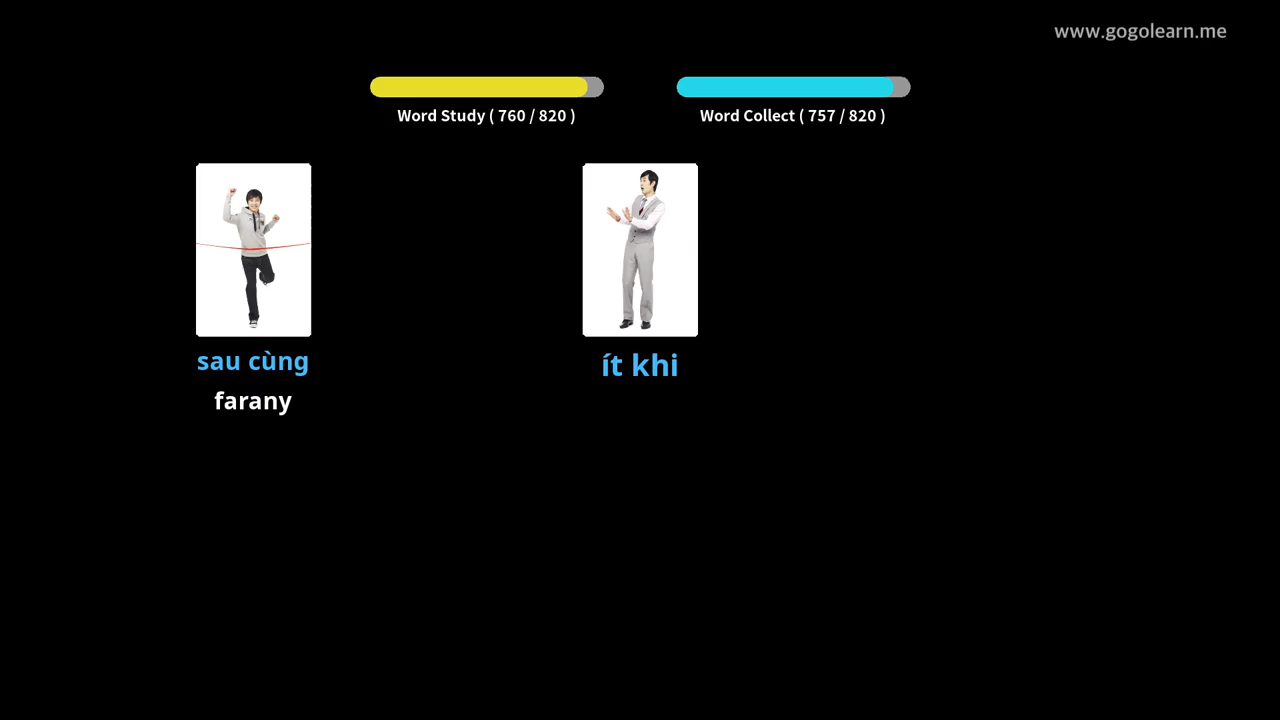 www.gogolearn.me
Word Study ( 760 / 820 )
Word Collect ( 757 / 820 )
sau cùng
farany
ít khi